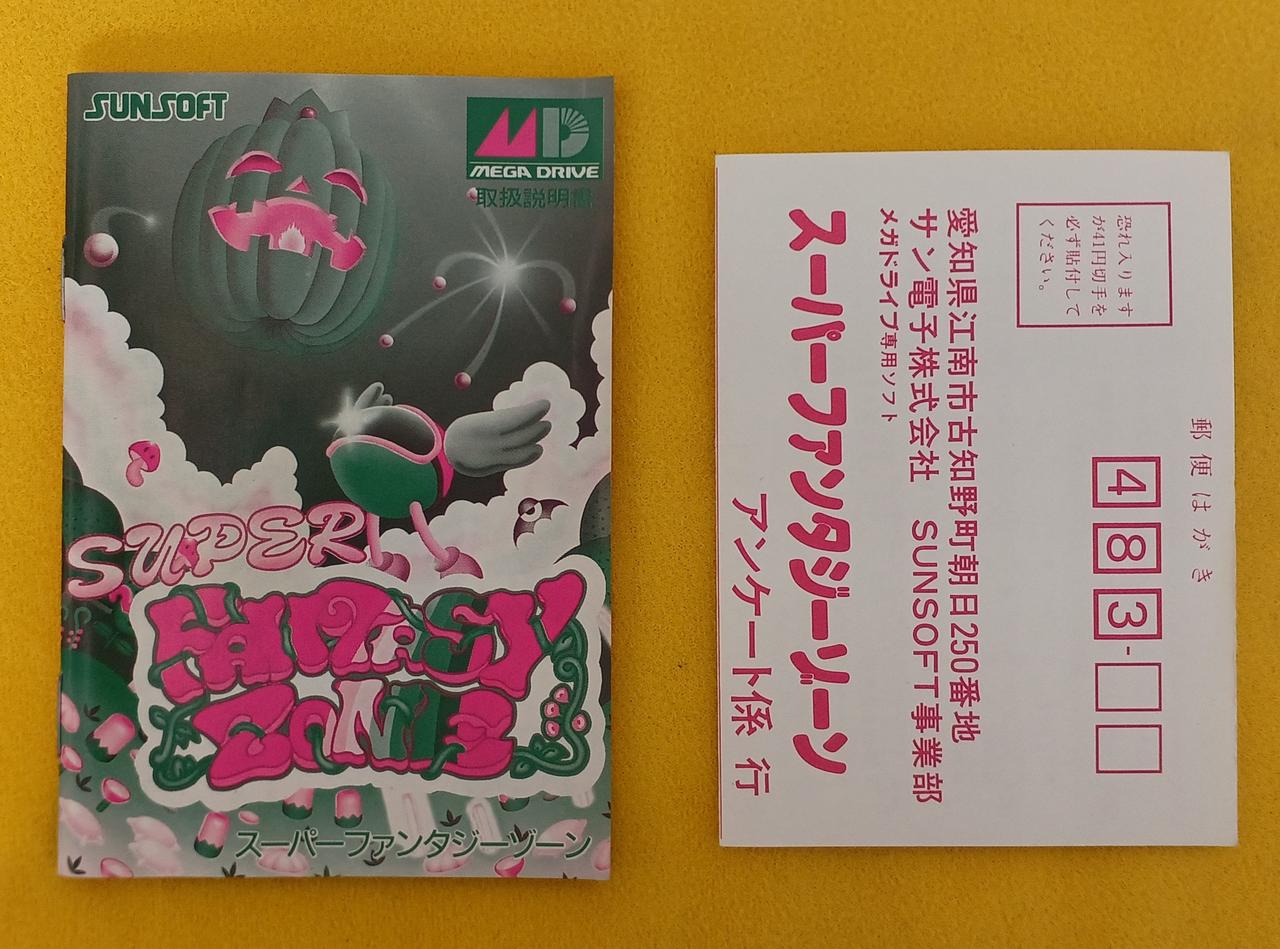 SUNSOFT
MD
MEGA DRIVE
取扱説明書
SUPER
FANTASY
ZONE
スーパーファンタジーゾーン
郵便はがき
483-
恐れ入ります
が41円切手を
必ず貼付して
ください。
愛知県江南市古知野町朝日250番地
サン電子株式会社 SUNSOFT事業部
メガドライブ専用ソフト
スーパーファンタジーゾーン
アンケート係 行